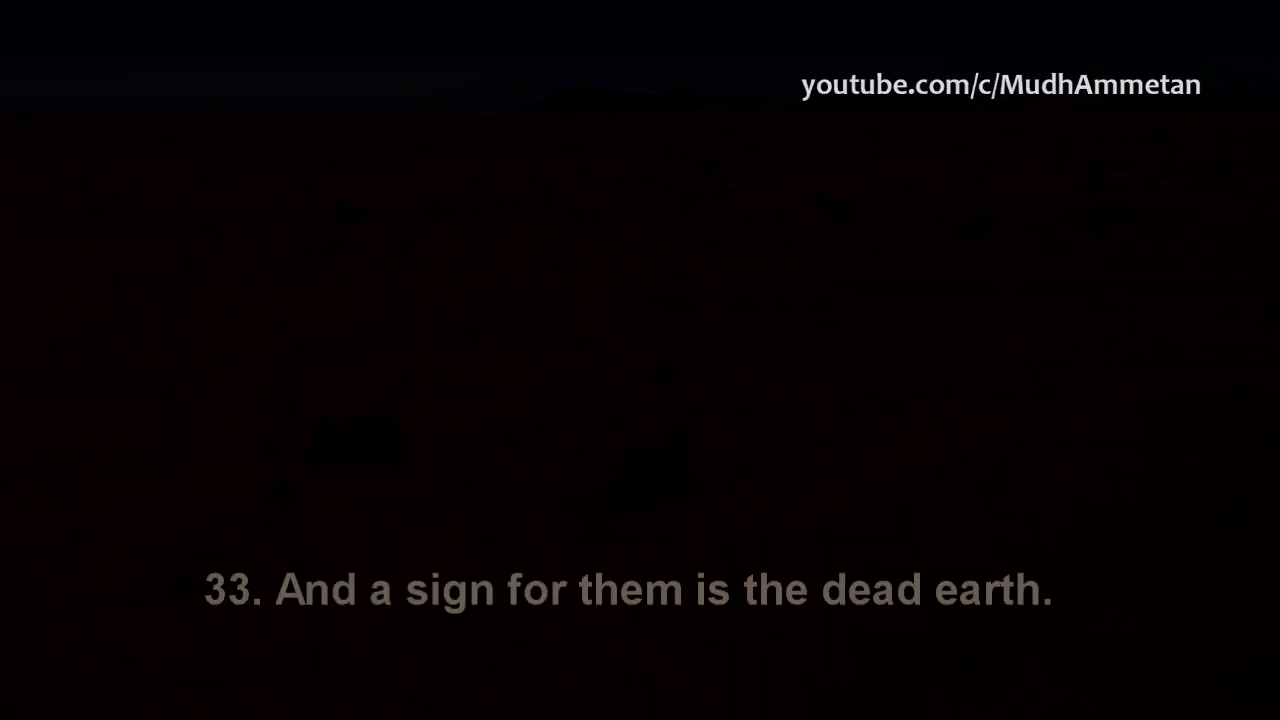 youtube.com/c/MudhAmmetan
33. And a sign for them is the dead earth.